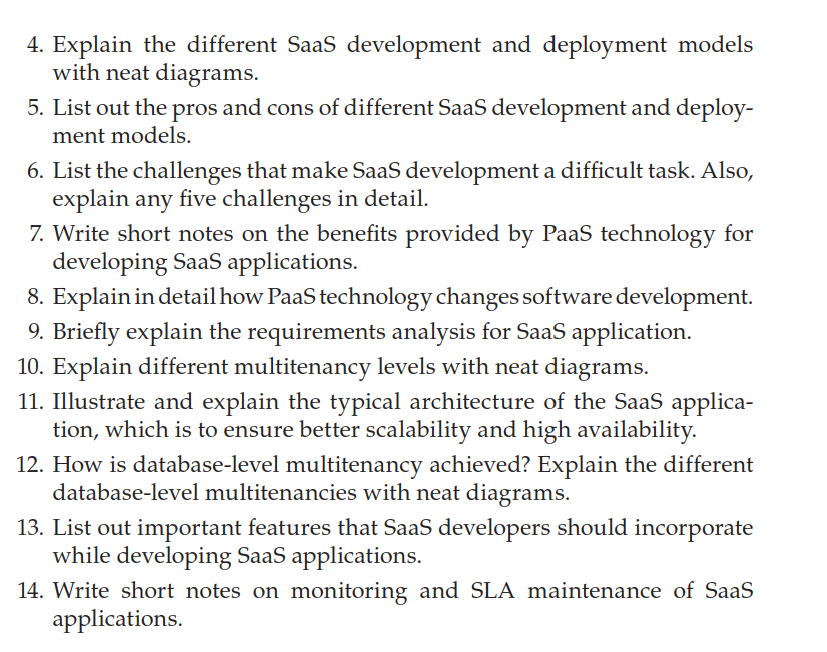 4. Explain the different SaaS development and deployment models
with neat diagrams.
5. List out the pros and cons of different SaaS development and deploy-
ment models.
6. List the challenges that make SaaS development a difficult task. Also,
explain any five challenges in detail.
7. Write short notes on the benefits provided by PaaS technology for
developing SaaS applications.
8. Explain in detail how PaaS technology changes software development.
9. Briefly explain the requirements analysis for SaaS application.
10. Explain different multitenancy levels with neat diagrams.
11. Illustrate and explain the typical architecture of the SaaS applica-
tion, which is to ensure better scalability and high availability.
12. How is database-level multitenancy achieved? Explain the different
database-level multitenancies with neat diagrams.
13. List out important features that SaaS developers should incorporate
while developing SaaS applications.
14. Write short notes on monitoring and SLA maintenance of SaaS
applications.